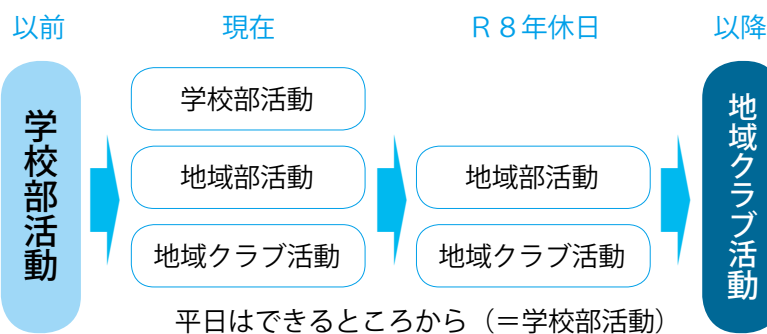 以前
現在
R８年休日
以降
学校部活動
学校部活動
地域部活動
地域クラブ活動
地域部活動
地域クラブ活動
地域クラブ活動
平日はできるところから（＝学校部活動）